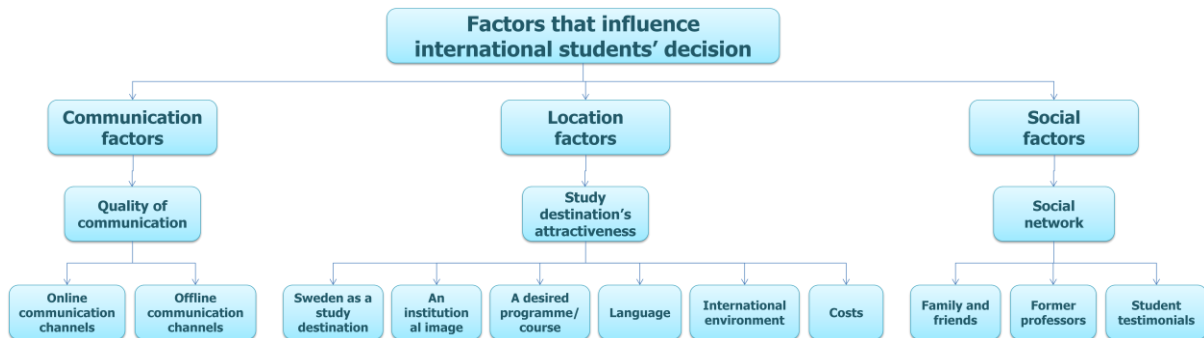 Factors that influence
international students’ decision
Communication
factors
Location
factors
Social
factors
Quality of
communication
Study
destination’s
attractiveness
Social
network
Online
communication
channels
Offline
communication
channels
Sweden as a
study
destination
An
institution
al image
A desired
programme/
course
Language
International
environment
Costs
Family and
friends
Former
professors
Student
testimonials